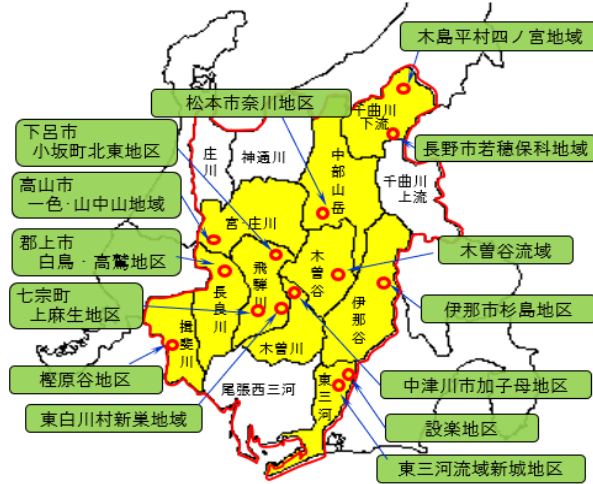 木島平村四ノ宮地域
松本市奈川地区
千曲川
下流
下呂市
小坂町北東地区
庄
川
神通川
中
部
山
岳
長野市若穂保科地域
千曲川
上流
高山市
一色・山中山地域
宮・庄川
郡上市
白鳥・高鷲地区
飛
騨
川
木
曽
谷
木曽谷流域
長
良
川
伊
那
谷
伊那市杉島地区
七宗町
上麻生地区
揖
斐
川
木曽川
樫原谷地区
尾張西三河
東
三
河
中津川市加子母地区
東白川村新巣地域
設楽地区
東三河流域新城地区